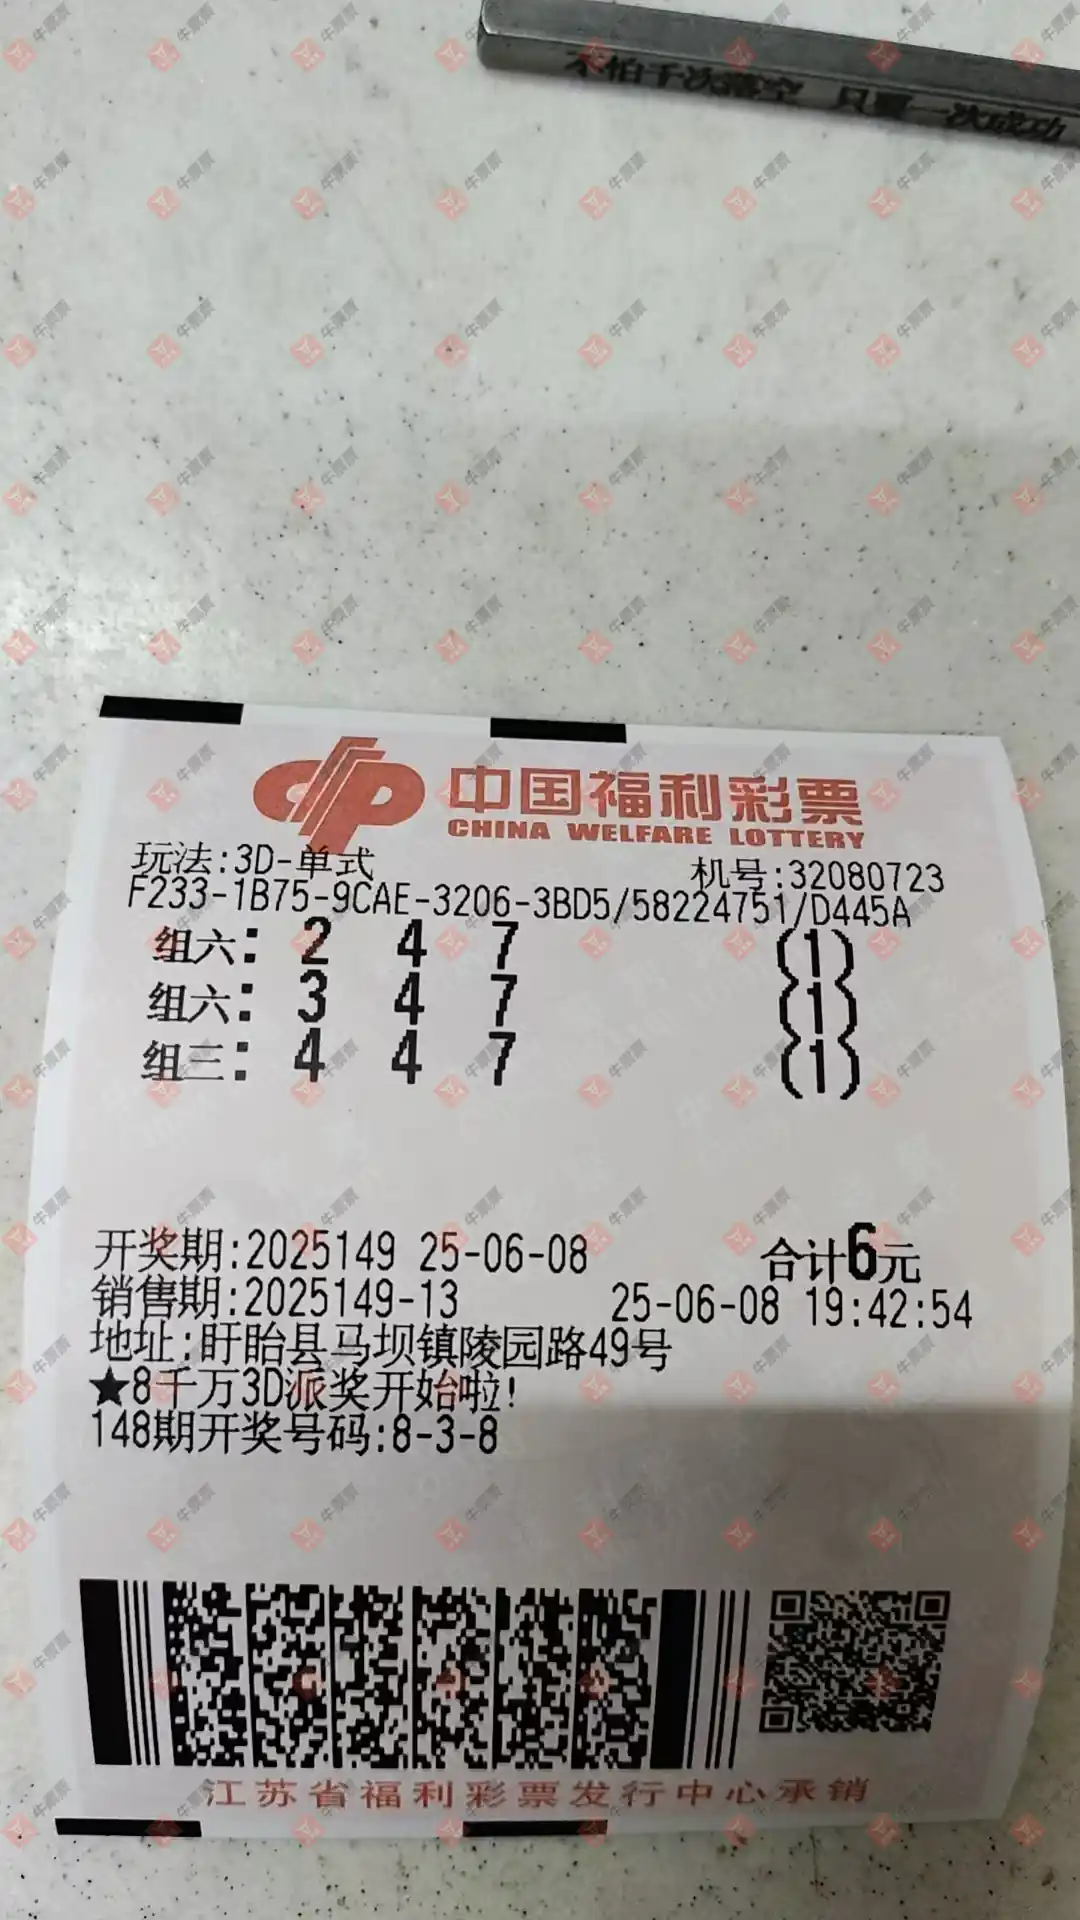 不怕千次落空 只要一次成功
中国福利彩票
CHINA WELFARE LOTTERY
玩法:3D-单式 机号:32080723
F233-1B75-9CAE-3206-3BD5/58224751/D445A
组六: 2 4 7 (1)
组六: 3 4 7 (1)
组三: 4 4 7 (1)
开奖期:2025149 25-06-08 合计6元
销售期:2025149-13 25-06-08 19:42:54
地址:盱眙县马坝镇陵园路49号
★8千万3D派奖开始啦!
148期开奖号码:8-3-8
江苏省福利彩票发行中心承销
牛票票